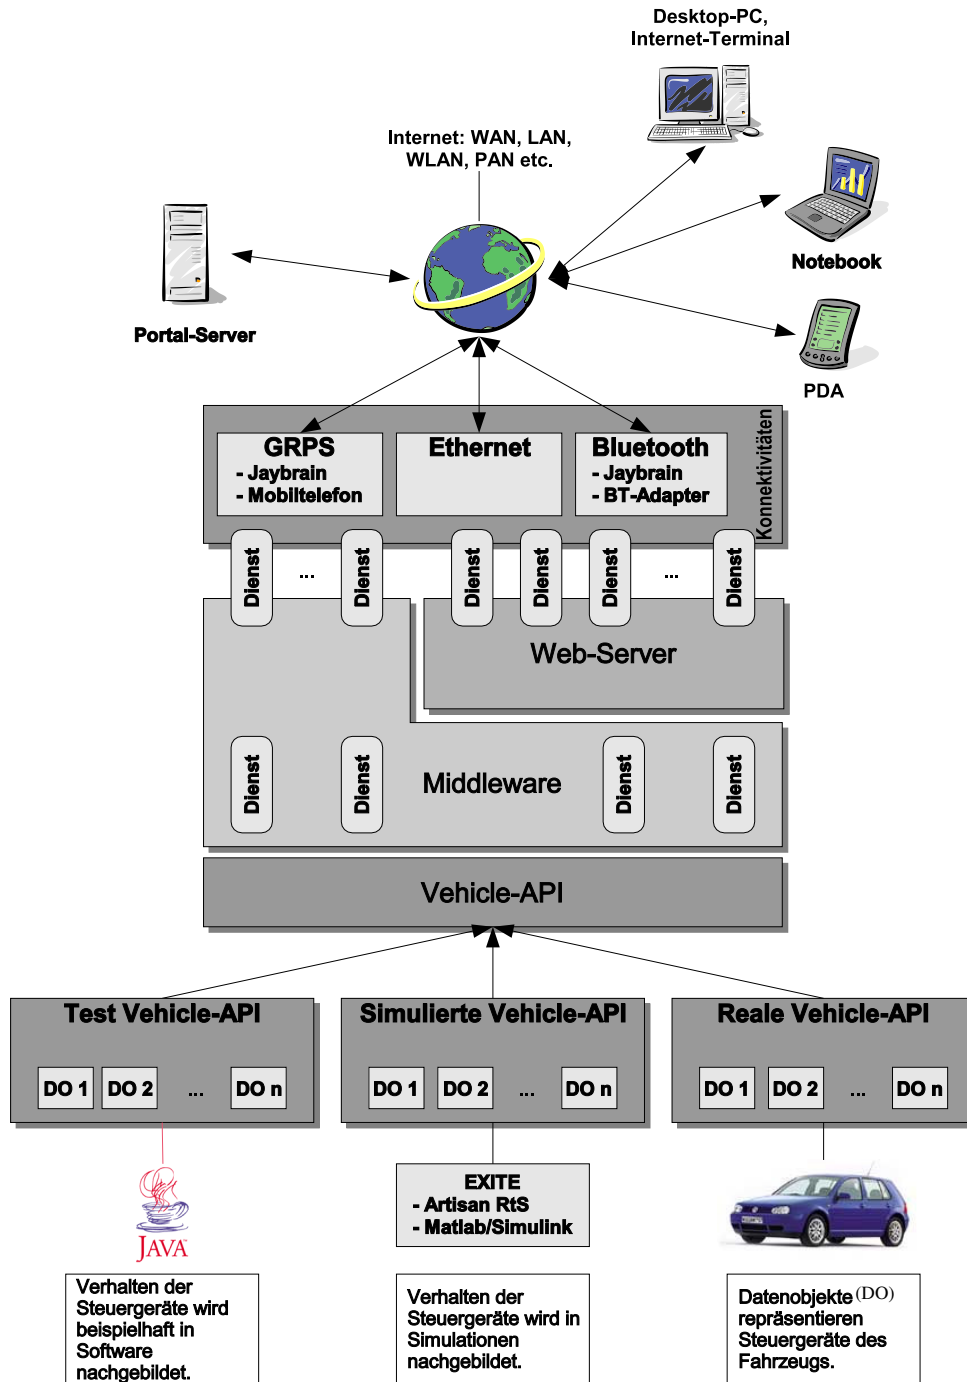 Desktop-PC,
Internet-Terminal
Internet: WAN, LAN,
WLAN, PAN etc.
Notebook
Portal-Server
PDA
Konnektivitäten
GRPS
- Jaybrain
- Mobiltelefon
Ethernet
Bluetooth
- Jaybrain
- BT-Adapter
Dienst
...
Dienst
Dienst
Dienst
Dienst
...
Dienst
Web-Server
Dienst
Dienst
Middleware
Dienst
Dienst
Vehicle-API
Test Vehicle-API
DO 1
DO 2
...
DO n
Simulierte Vehicle-API
DO 1
DO 2
...
DO n
Reale Vehicle-API
DO 1
DO 2
...
DO n
JAVA
EXITE
- Artisan RtS
- Matlab/Simulink
Verhalten der
Steuergeräte wird
beispielhaft in
Software
nachgebildet.
Verhalten der
Steuergeräte wird in
Simulationen
nachgebildet.
Datenobjekte (DO)
repräsentieren
Steuergeräte des
Fahrzeugs.